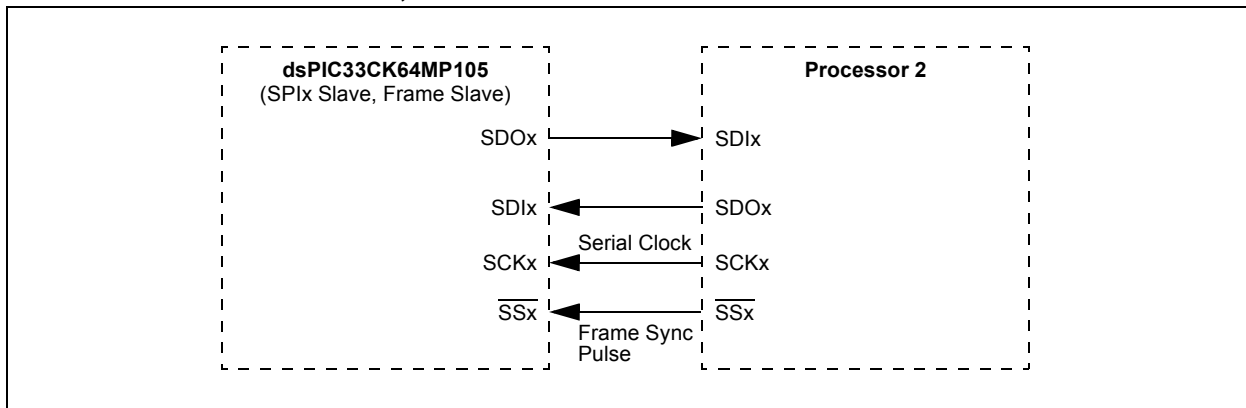 dsPIC33CK64MP105
(SPIx Slave, Frame Slave)
Processor 2
SDOx
SDIx
SDIx
SDOx
Serial Clock
SCKx
SCKx
SSx
SSx
Frame Sync
Pulse